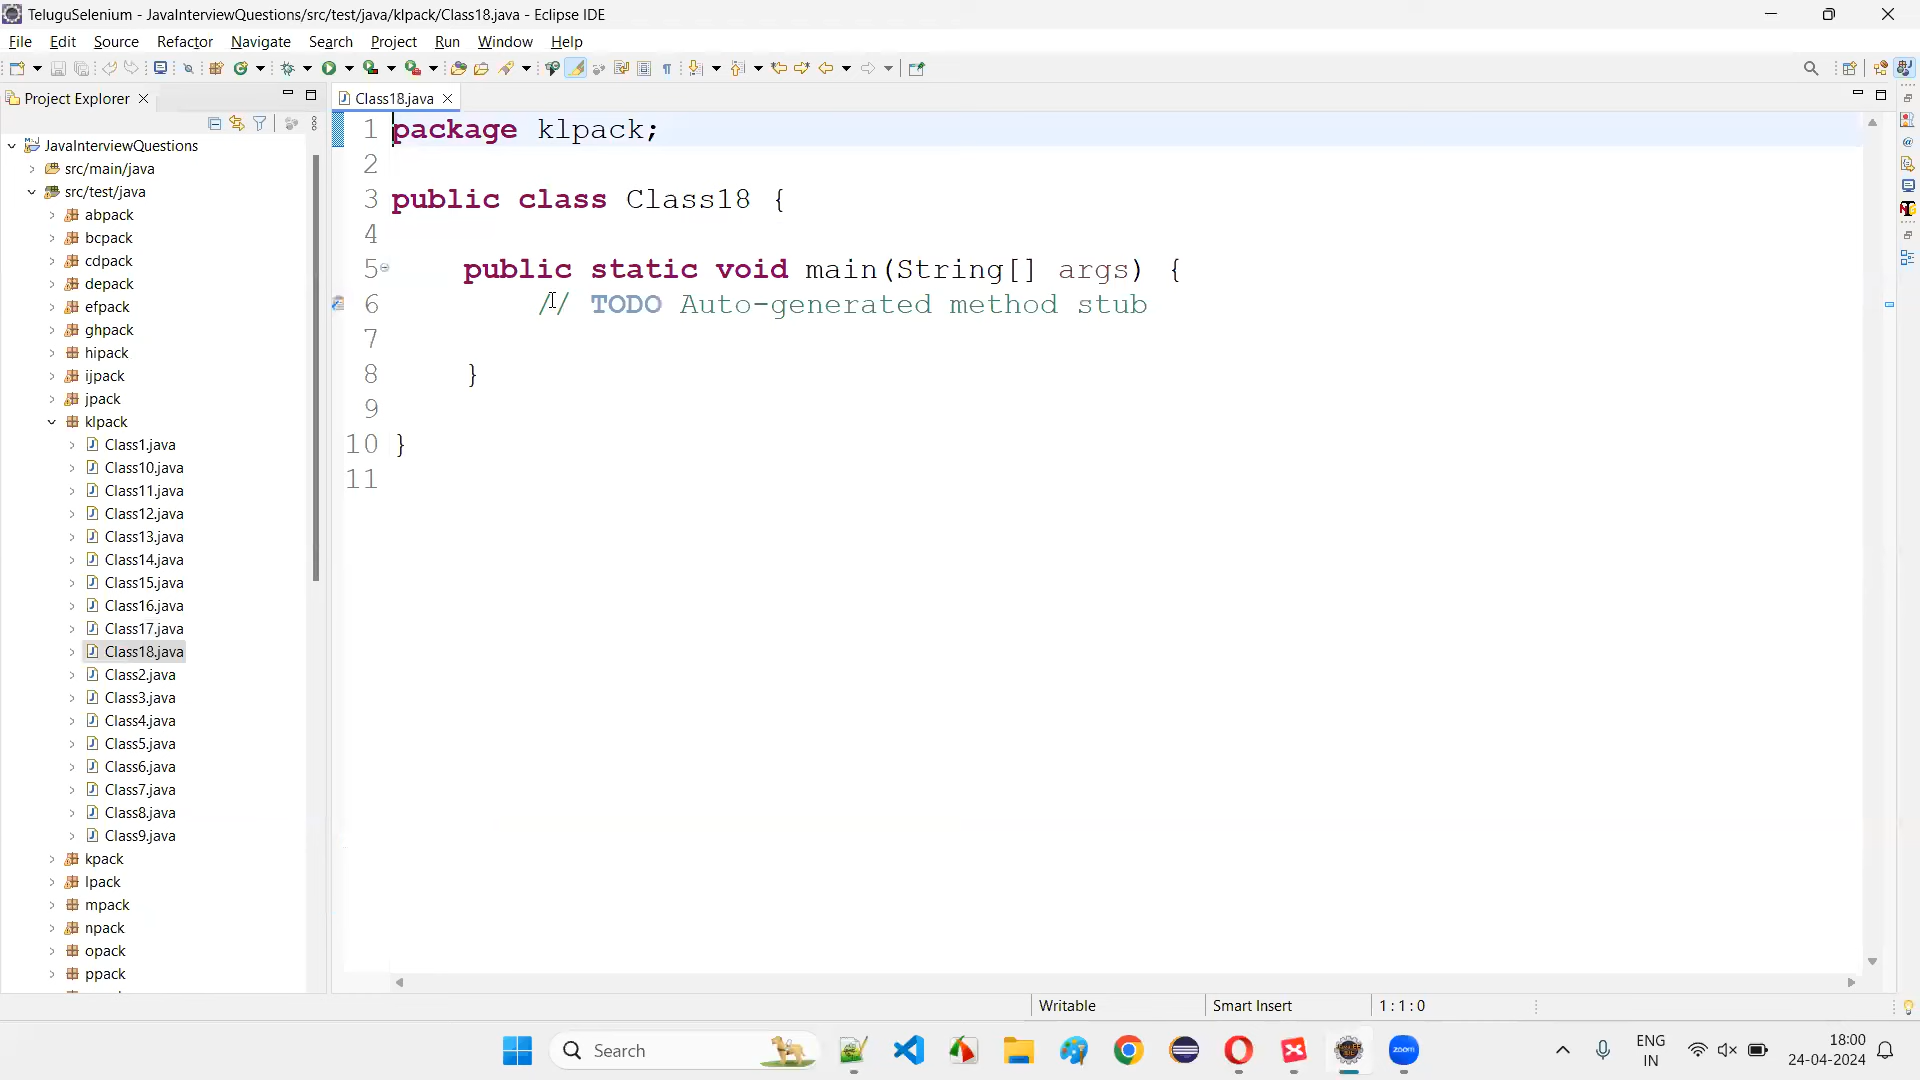 TeluguSelenium - JavaInterviewQuestions/src/test/java/klpack/Class18.java - Eclipse IDE
File Edit Source Refactor Navigate Search Project Run Window Help
Project Explorer
JavaInterviewQuestions
src/main/java
src/test/java
abpack
bcpack
cdpack
depack
efpack
ghpack
hipack
ijpack
jpack
klpack
Class1.java
Class10.java
Class11.java
Class12.java
Class13.java
Class14.java
Class15.java
Class16.java
Class17.java
Class18.java
Class2.java
Class3.java
Class4.java
Class5.java
Class6.java
Class7.java
Class8.java
Class9.java
kpack
lpack
mpack
npack
opack
ppack
Class18.java
1 package klpack;
2
3 public class Class18 {
4
5 public static void main(String[] args) {
6 // TODO Auto-generated method stub
7
8 }
9
10 }
11
Writable Smart Insert 1 : 1 : 0
Search
zoom
ENG
IN
18:00
24-04-2024